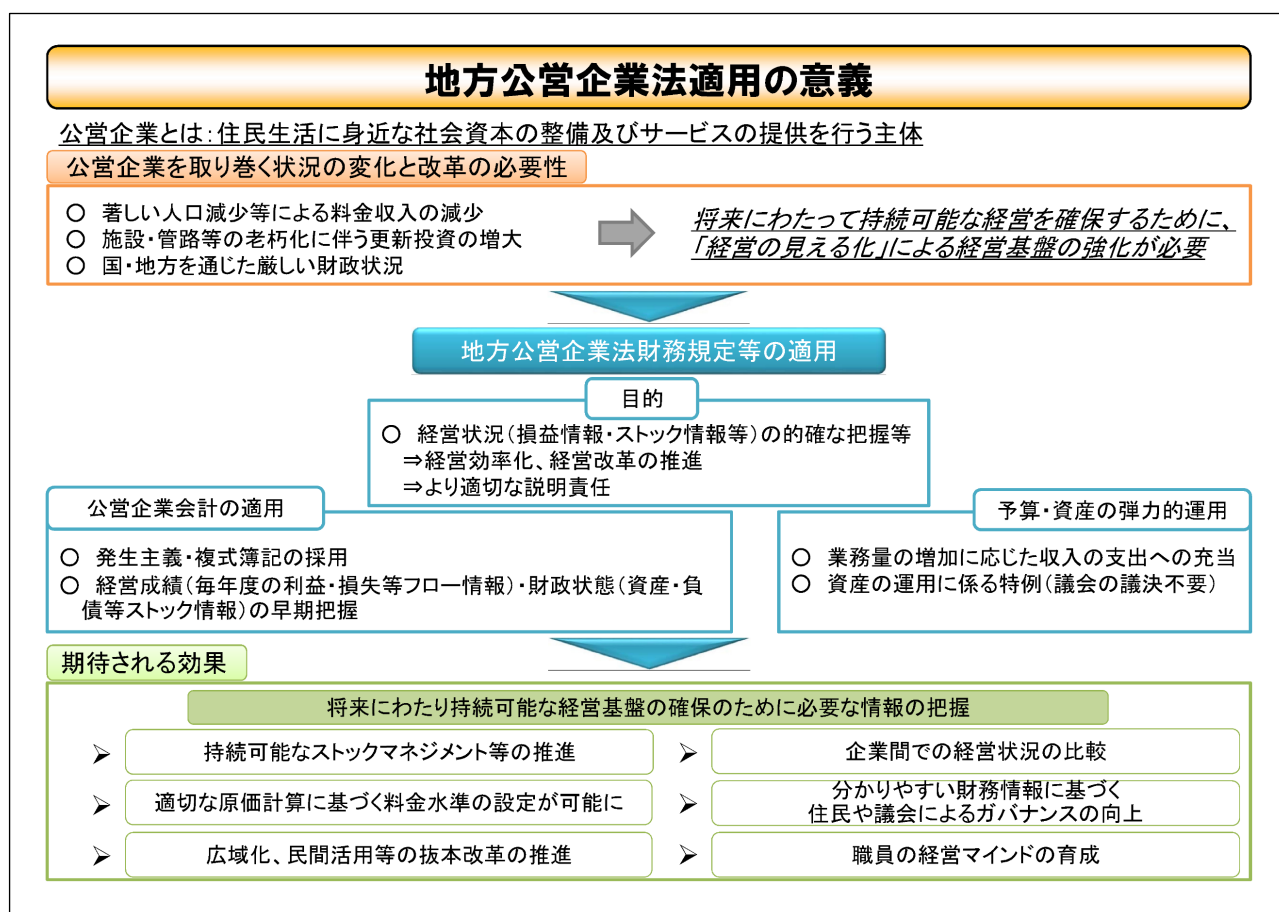 地方公営企業法適用の意義
公営企業とは：住民生活に身近な社会資本の整備及びサービスの提供を行う主体
公営企業を取り巻く状況の変化と改革の必要性
○ 著しい人口減少等による料金収入の減少
○ 施設・管路等の老朽化に伴う更新投資の増大
○ 国・地方を通じた厳しい財政状況
将来にわたって持続可能な経営を確保するために、
「経営の見える化」による経営基盤の強化が必要
地方公営企業法財務規定等の適用
目的
○ 経営状況（損益情報・ストック情報等）の的確な把握等
⇒経営効率化、経営改革の推進
⇒より適切な説明責任
公営企業会計の適用
○ 発生主義・複式簿記の採用
○ 経営成績（毎年度の利益・損失等フロー情報）・財政状態（資産・負
債等ストック情報）の早期把握
予算・資産の弾力的運用
○ 業務量の増加に応じた収入の支出への充当
○ 資産の運用に係る特例（議会の議決不要）
期待される効果
将来にわたり持続可能な経営基盤の確保のために必要な情報の把握
➢ 持続可能なストックマネジメント等の推進
➢ 企業間での経営状況の比較
➢ 適切な原価計算に基づく料金水準の設定が可能に
➢ 分かりやすい財務情報に基づく
住民や議会によるガバナンスの向上
➢ 広域化、民間活用等の抜本改革の推進
➢ 職員の経営マインドの育成